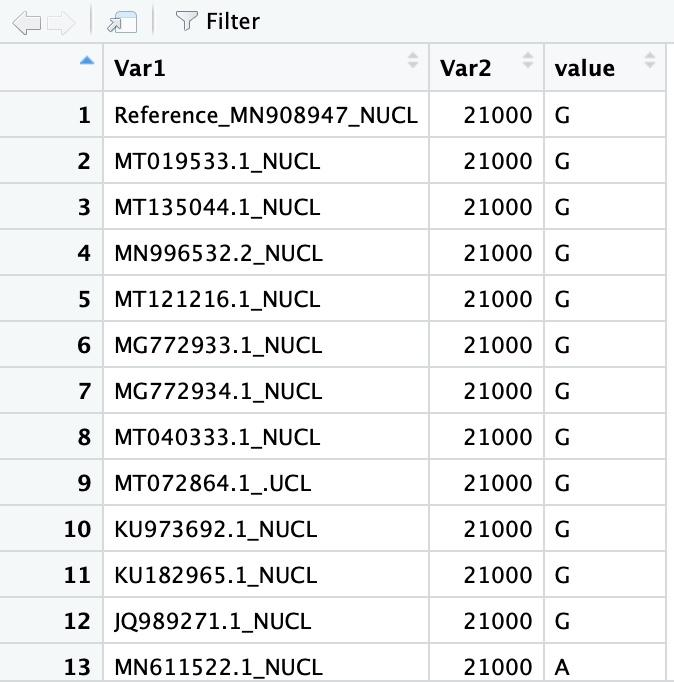 Filter
Var1 Var2 value
1 Reference_MN908947_NUCL 21000 G
2 MT019533.1_NUCL 21000 G
3 MT135044.1_NUCL 21000 G
4 MN996532.2_NUCL 21000 G
5 MT121216.1_NUCL 21000 G
6 MG772933.1_NUCL 21000 G
7 MG772934.1_NUCL 21000 G
8 MT040333.1_NUCL 21000 G
9 MT072864.1_.UCL 21000 G
10 KU973692.1_NUCL 21000 G
11 KU182965.1_NUCL 21000 G
12 JQ989271.1_NUCL 21000 G
13 MN611522.1_NUCL 21000 A